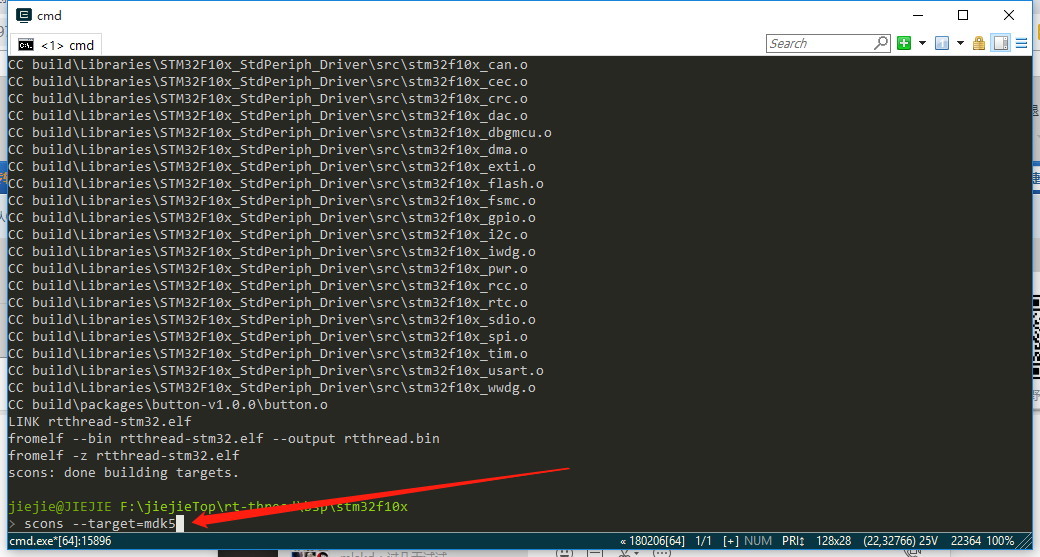 cmd
<1> cmd
Search
CC build\Libraries\STM32F10x_StdPeriph_Driver\src\stm32f10x_can.o
CC build\Libraries\STM32F10x_StdPeriph_Driver\src\stm32f10x_cec.o
CC build\Libraries\STM32F10x_StdPeriph_Driver\src\stm32f10x_crc.o
CC build\Libraries\STM32F10x_StdPeriph_Driver\src\stm32f10x_dac.o
CC build\Libraries\STM32F10x_StdPeriph_Driver\src\stm32f10x_dbgmcu.o
CC build\Libraries\STM32F10x_StdPeriph_Driver\src\stm32f10x_dma.o
CC build\Libraries\STM32F10x_StdPeriph_Driver\src\stm32f10x_exti.o
CC build\Libraries\STM32F10x_StdPeriph_Driver\src\stm32f10x_flash.o
CC build\Libraries\STM32F10x_StdPeriph_Driver\src\stm32f10x_fsmc.o
CC build\Libraries\STM32F10x_StdPeriph_Driver\src\stm32f10x_gpio.o
CC build\Libraries\STM32F10x_StdPeriph_Driver\src\stm32f10x_i2c.o
CC build\Libraries\STM32F10x_StdPeriph_Driver\src\stm32f10x_iwdg.o
CC build\Libraries\STM32F10x_StdPeriph_Driver\src\stm32f10x_pwr.o
CC build\Libraries\STM32F10x_StdPeriph_Driver\src\stm32f10x_rcc.o
CC build\Libraries\STM32F10x_StdPeriph_Driver\src\stm32f10x_rtc.o
CC build\Libraries\STM32F10x_StdPeriph_Driver\src\stm32f10x_sdio.o
CC build\Libraries\STM32F10x_StdPeriph_Driver\src\stm32f10x_spi.o
CC build\Libraries\STM32F10x_StdPeriph_Driver\src\stm32f10x_tim.o
CC build\Libraries\STM32F10x_StdPeriph_Driver\src\stm32f10x_usart.o
CC build\Libraries\STM32F10x_StdPeriph_Driver\src\stm32f10x_wwdg.o
CC build\packages\button-v1.0.0\button.o
LINK rtthread-stm32.elf
fromelf --bin rtthread-stm32.elf --output rtthread.bin
fromelf -z rtthread-stm32.elf
scons: done building targets.
jiejie@JIEJIE F:\jiejieTop\rt-thread\bsp\stm32f10x
> scons --target=mdk5
cmd.exe*[64]:15896 « 180206[64] 1/1 [+] NUM PRI↕ 128x28 (22,32766) 25V 22364 100%